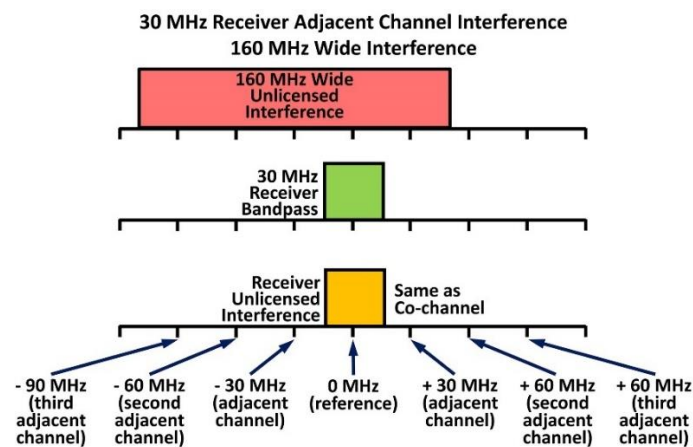 30 MHz Receiver Adjacent Channel Interference
160 MHz Wide Interference
160 MHz Wide
Unlicensed
Interference
30 MHz
Receiver
Bandpass
Receiver
Unlicensed
Interference
Same as
Co-channel
- 90 MHz
(third
adjacent
channel)
- 60 MHz
(second
adjacent
channel)
- 30 MHz
(adjacent
channel)
0 MHz
(reference)
+ 30 MHz
(adjacent
channel)
+ 60 MHz
(second
adjacent
channel)
+ 60 MHz
(third
adjacent
channel)